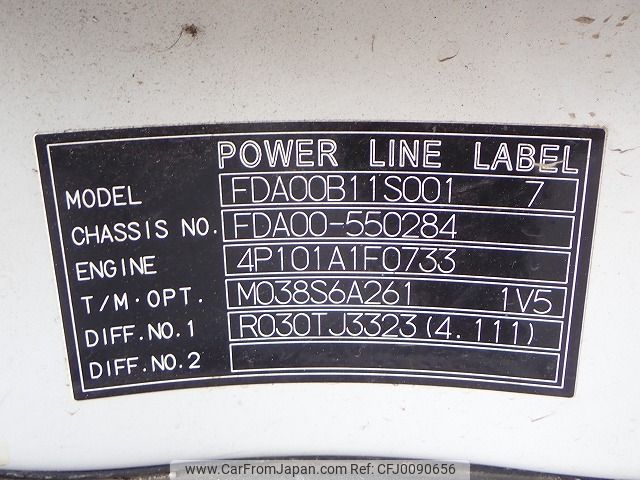 POWER LINE LABEL
MODEL FDA00B11S001 7
CHASSIS NO. FDA00-550284
ENGINE 4P101A1F0733
T/M·OPT. M038S6A261 1V5
DIFF.NO.1 R030TJ3323(4.111)
DIFF.NO.2
www.CarFromJapan.com | ID:CFJ0090656